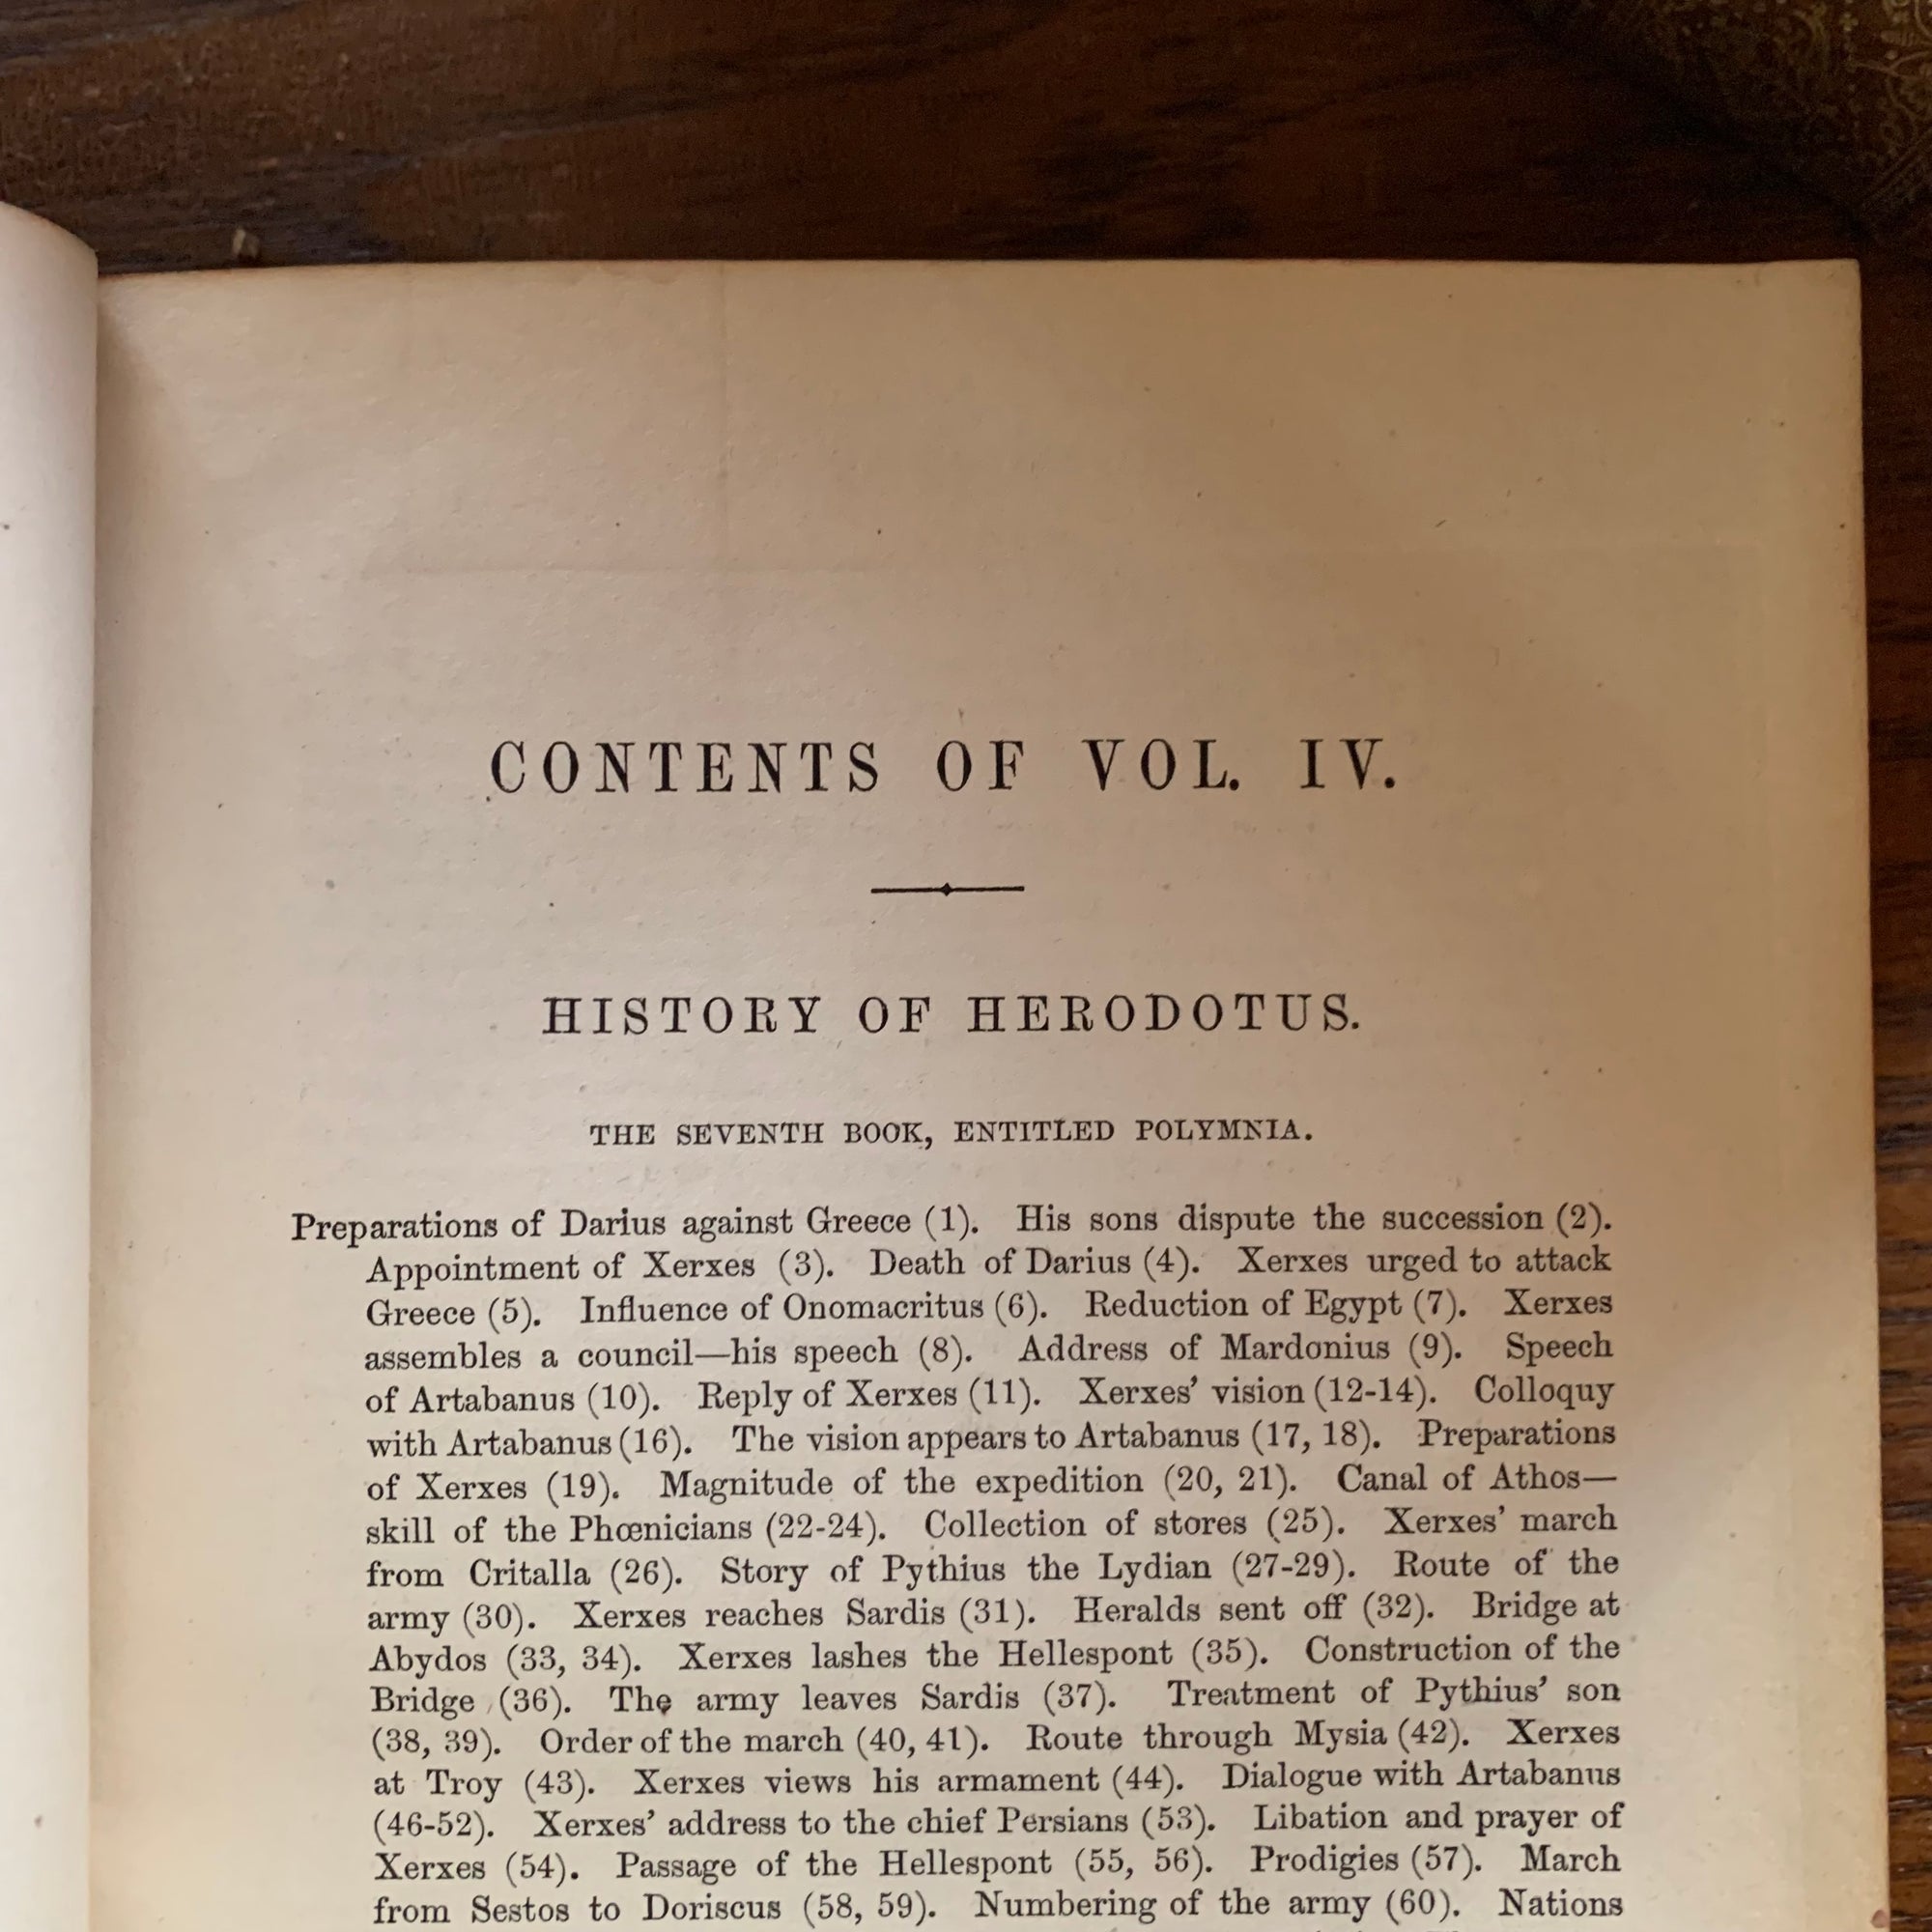 CONTENTS OF VOL. IV.
HISTORY OF HERODOTUS.
THE SEVENTH BOOK, ENTITLED POLYMNIA.
Preparations of Darius against Greece (1). His sons dispute the succession (2).
Appointment of Xerxes (3). Death of Darius (4). Xerxes urged to attack
Greece (5). Influence of Onomacritus (6). Reduction of Egypt (7). Xerxes
assembles a council—his speech (8). Address of Mardonius (9). Speech
of Artabanus (10). Reply of Xerxes (11). Xerxes’ vision (12-14). Colloquy
with Artabanus (16). The vision appears to Artabanus (17, 18). Preparations
of Xerxes (19). Magnitude of the expedition (20, 21). Canal of Athos—
skill of the Phœnicians (22-24). Collection of stores (25). Xerxes’ march
from Critalla (26). Story of Pythius the Lydian (27-29). Route of the
army (30). Xerxes reaches Sardis (31). Heralds sent off (32). Bridge at
Abydos (33, 34). Xerxes lashes the Hellespont (35). Construction of the
Bridge (36). The army leaves Sardis (37). Treatment of Pythius’ son
(38, 39). Order of the march (40, 41). Route through Mysia (42). Xerxes
at Troy (43). Xerxes views his armament (44). Dialogue with Artabanus
(46-52). Xerxes’ address to the chief Persians (53). Libation and prayer of
Xerxes (54). Passage of the Hellespont (55, 56). Prodigies (57). March
from Sestos to Doriscus (58, 59). Numbering of the army (60). Nations